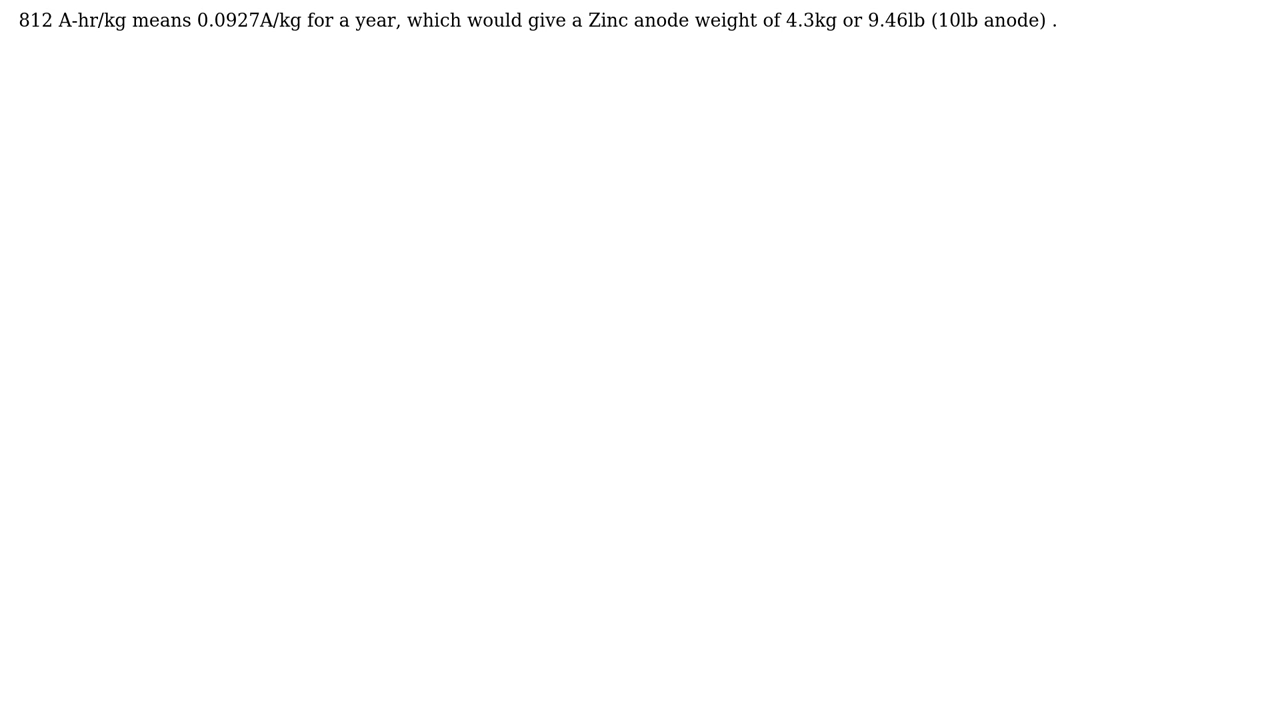 812 A-hr/kg means 0.0927A/kg for a year, which would give a Zinc anode weight of 4.3kg or 9.46lb (10lb anode) .